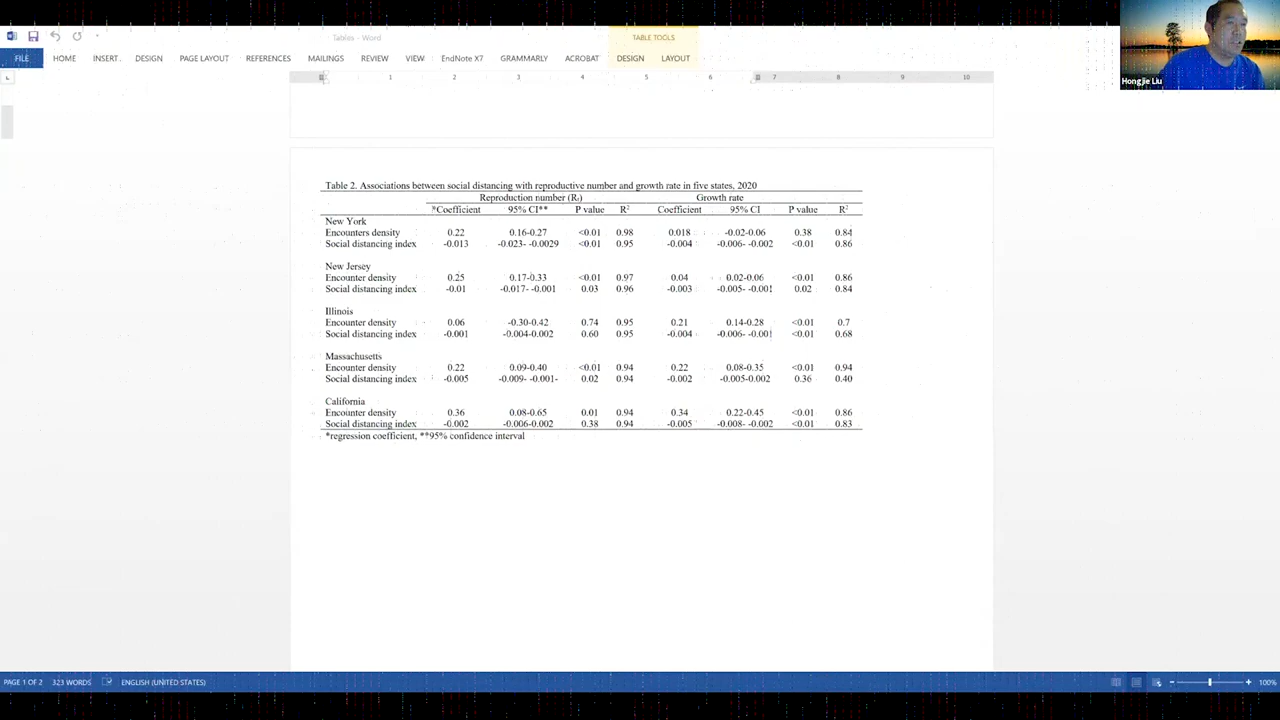 Tables - Word
TABLE TOOLS
FILE HOME INSERT DESIGN PAGE LAYOUT REFERENCES MAILINGS REVIEW VIEW EndNote X7 GRAMMARLY ACROBAT DESIGN LAYOUT
Hongjie Liu
1 2 3 4 5 6 7 8 9 10
Table 2. Associations between social distancing with reproductive number and growth rate in five states, 2020
Reproduction number (Rt) Growth rate
*Coefficient 95% CI** P value R² Coefficient 95% CI P value R²
New York
Encounters density 0.22 0.16-0.27 <0.01 0.98 0.018 -0.02-0.06 0.38 0.84
Social distancing index -0.013 -0.023- -0.0029 <0.01 0.95 -0.004 -0.006- -0.002 <0.01 0.86
New Jersey
Encounter density 0.25 0.17-0.33 <0.01 0.97 0.04 0.02-0.06 <0.01 0.86
Social distancing index -0.01 -0.017- -0.001 0.03 0.96 -0.003 -0.005- -0.001 0.02 0.84
Illinois
Encounter density 0.06 -0.30-0.42 0.74 0.95 0.21 0.14-0.28 <0.01 0.7
Social distancing index -0.001 -0.004-0.002 0.60 0.95 -0.004 -0.006- -0.001 <0.01 0.68
Massachusetts
Encounter density 0.22 0.09-0.40 <0.01 0.94 0.22 0.08-0.35 <0.01 0.94
Social distancing index -0.005 -0.009- -0.001- 0.02 0.94 -0.002 -0.005-0.002 0.36 0.40
California
Encounter density 0.36 0.08-0.65 0.01 0.94 0.34 0.22-0.45 <0.01 0.86
Social distancing index -0.002 -0.006-0.002 0.38 0.94 -0.005 -0.008- -0.002 <0.01 0.83
*regression coefficient, **95% confidence interval
PAGE 1 OF 2 323 WORDS ENGLISH (UNITED STATES) 100%